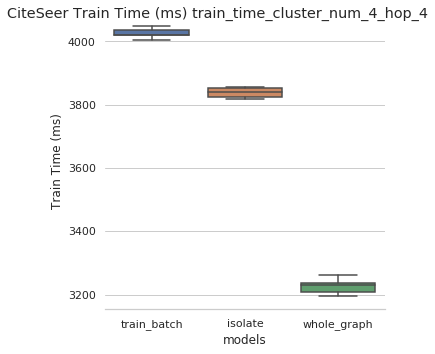 CiteSeer Train Time (ms) train_time_cluster_num_4_hop_4
4000
3800
3600
3400
3200
Train Time (ms)
train_batch
isolate
whole_graph
models